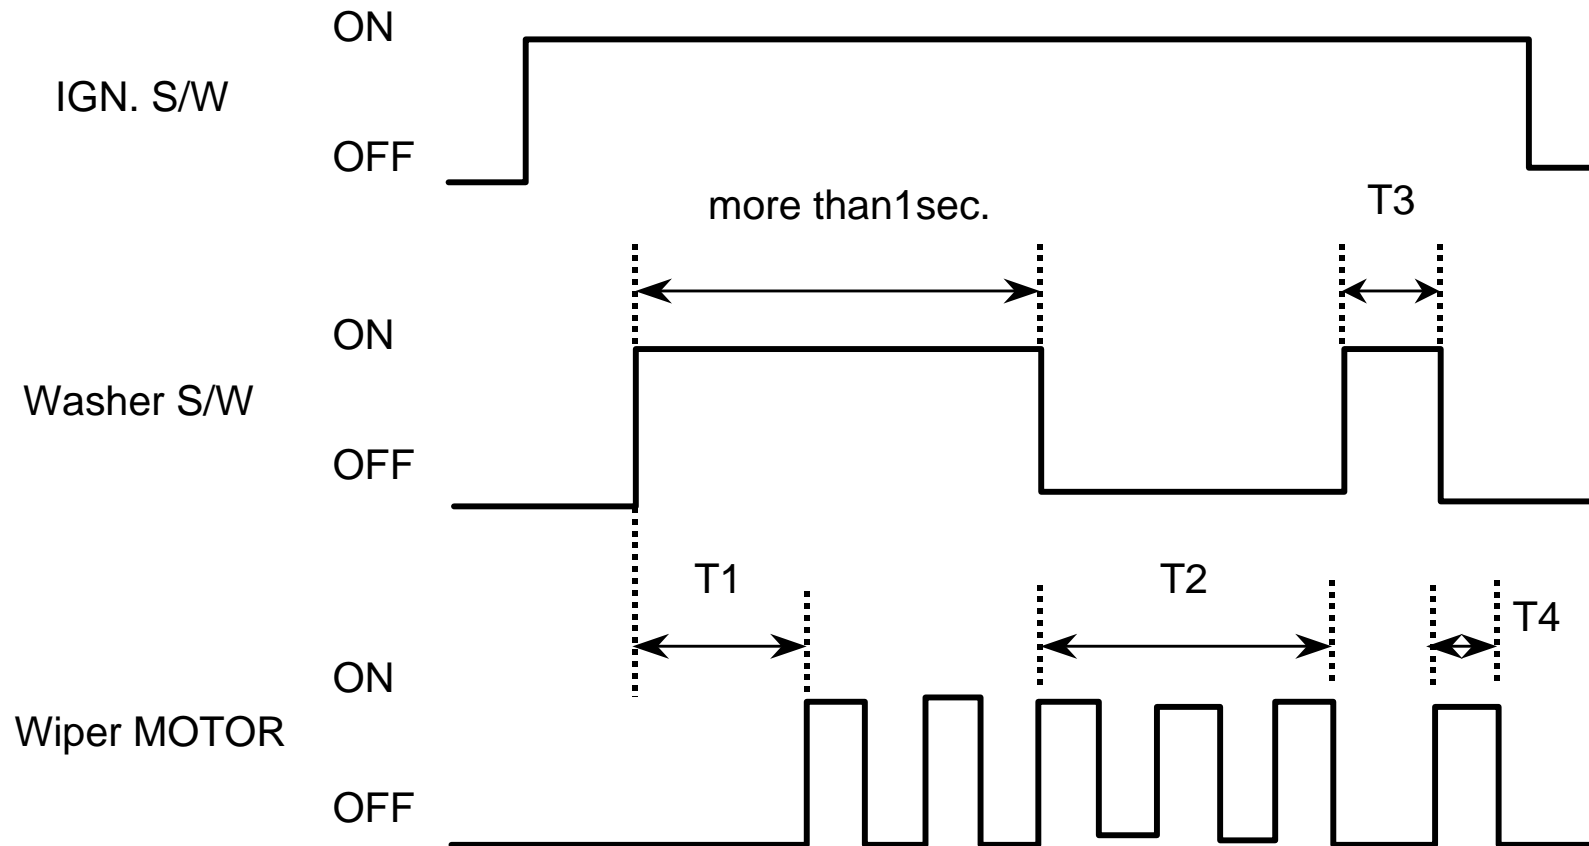 ON
IGN. S/W
OFF
more than1sec.
T3
ON
Washer S/W
OFF
T1
T2
T4
ON
Wiper MOTOR
OFF